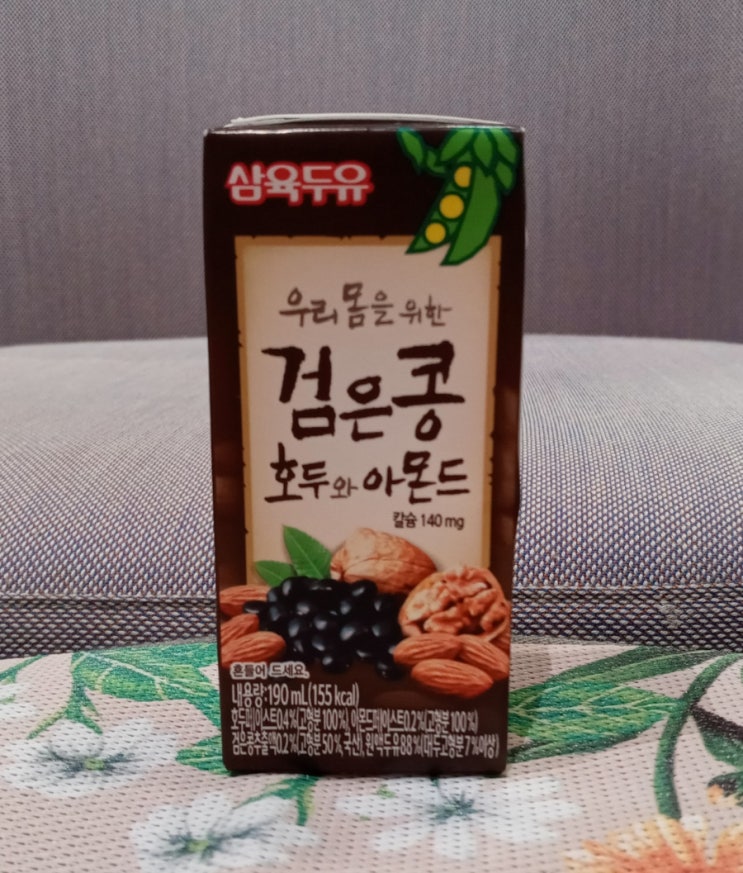 삼육두유
우리 몸을 위한
검은콩
호두와 아몬드
칼슘 140 mg
흔들어 드세요.
내용량:190 mL(155 kcal)
호두페이스트0.4%(고형분 100%), 아몬드페이스트0.2%(고형분 100%)
검은콩추출액0.2%(고형분 50%, 국산), 원액두유88%(대두고형분 7%이상)